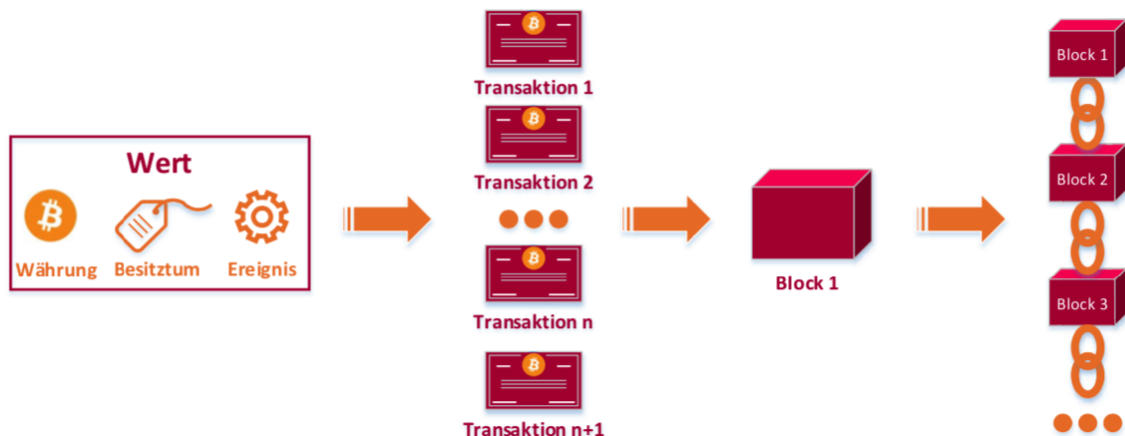 Wert
Währung Besitztum Ereignis
Transaktion 1
Transaktion 2
Transaktion n
Transaktion n+1
Block 1
Block 1
Block 2
Block 3